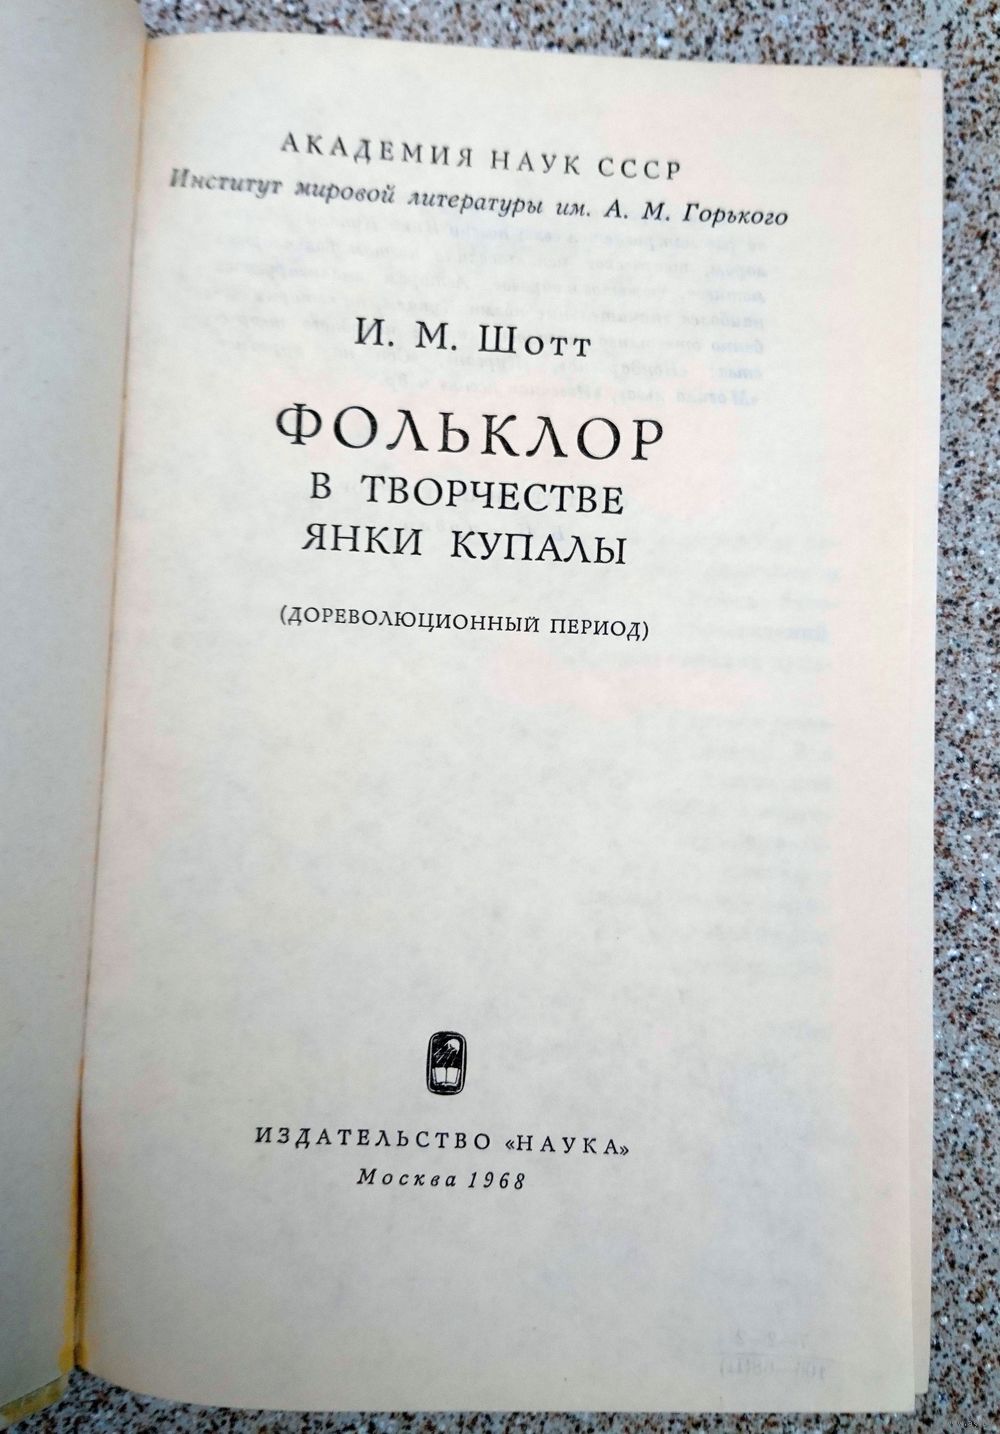 АКАДЕМИЯ НАУК СССР
Институт мировой литературы им. А. М. Горького
И. М. Шотт
ФОЛЬКЛОР
В ТВОРЧЕСТВЕ
ЯНКИ КУПАЛЫ
(ДОРЕВОЛЮЦИОННЫЙ ПЕРИОД)
ИЗДАТЕЛЬСТВО «НАУКА»
Москва 1968